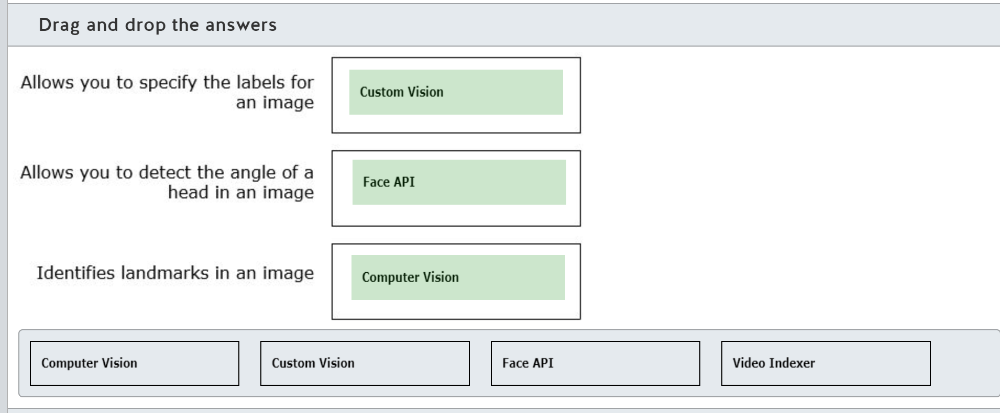 Drag and drop the answers
Allows you to specify the labels for
an image
Custom Vision
Allows you to detect the angle of a
head in an image
Face API
Identifies landmarks in an image
Computer Vision
Computer Vision
Custom Vision
Face API
Video Indexer